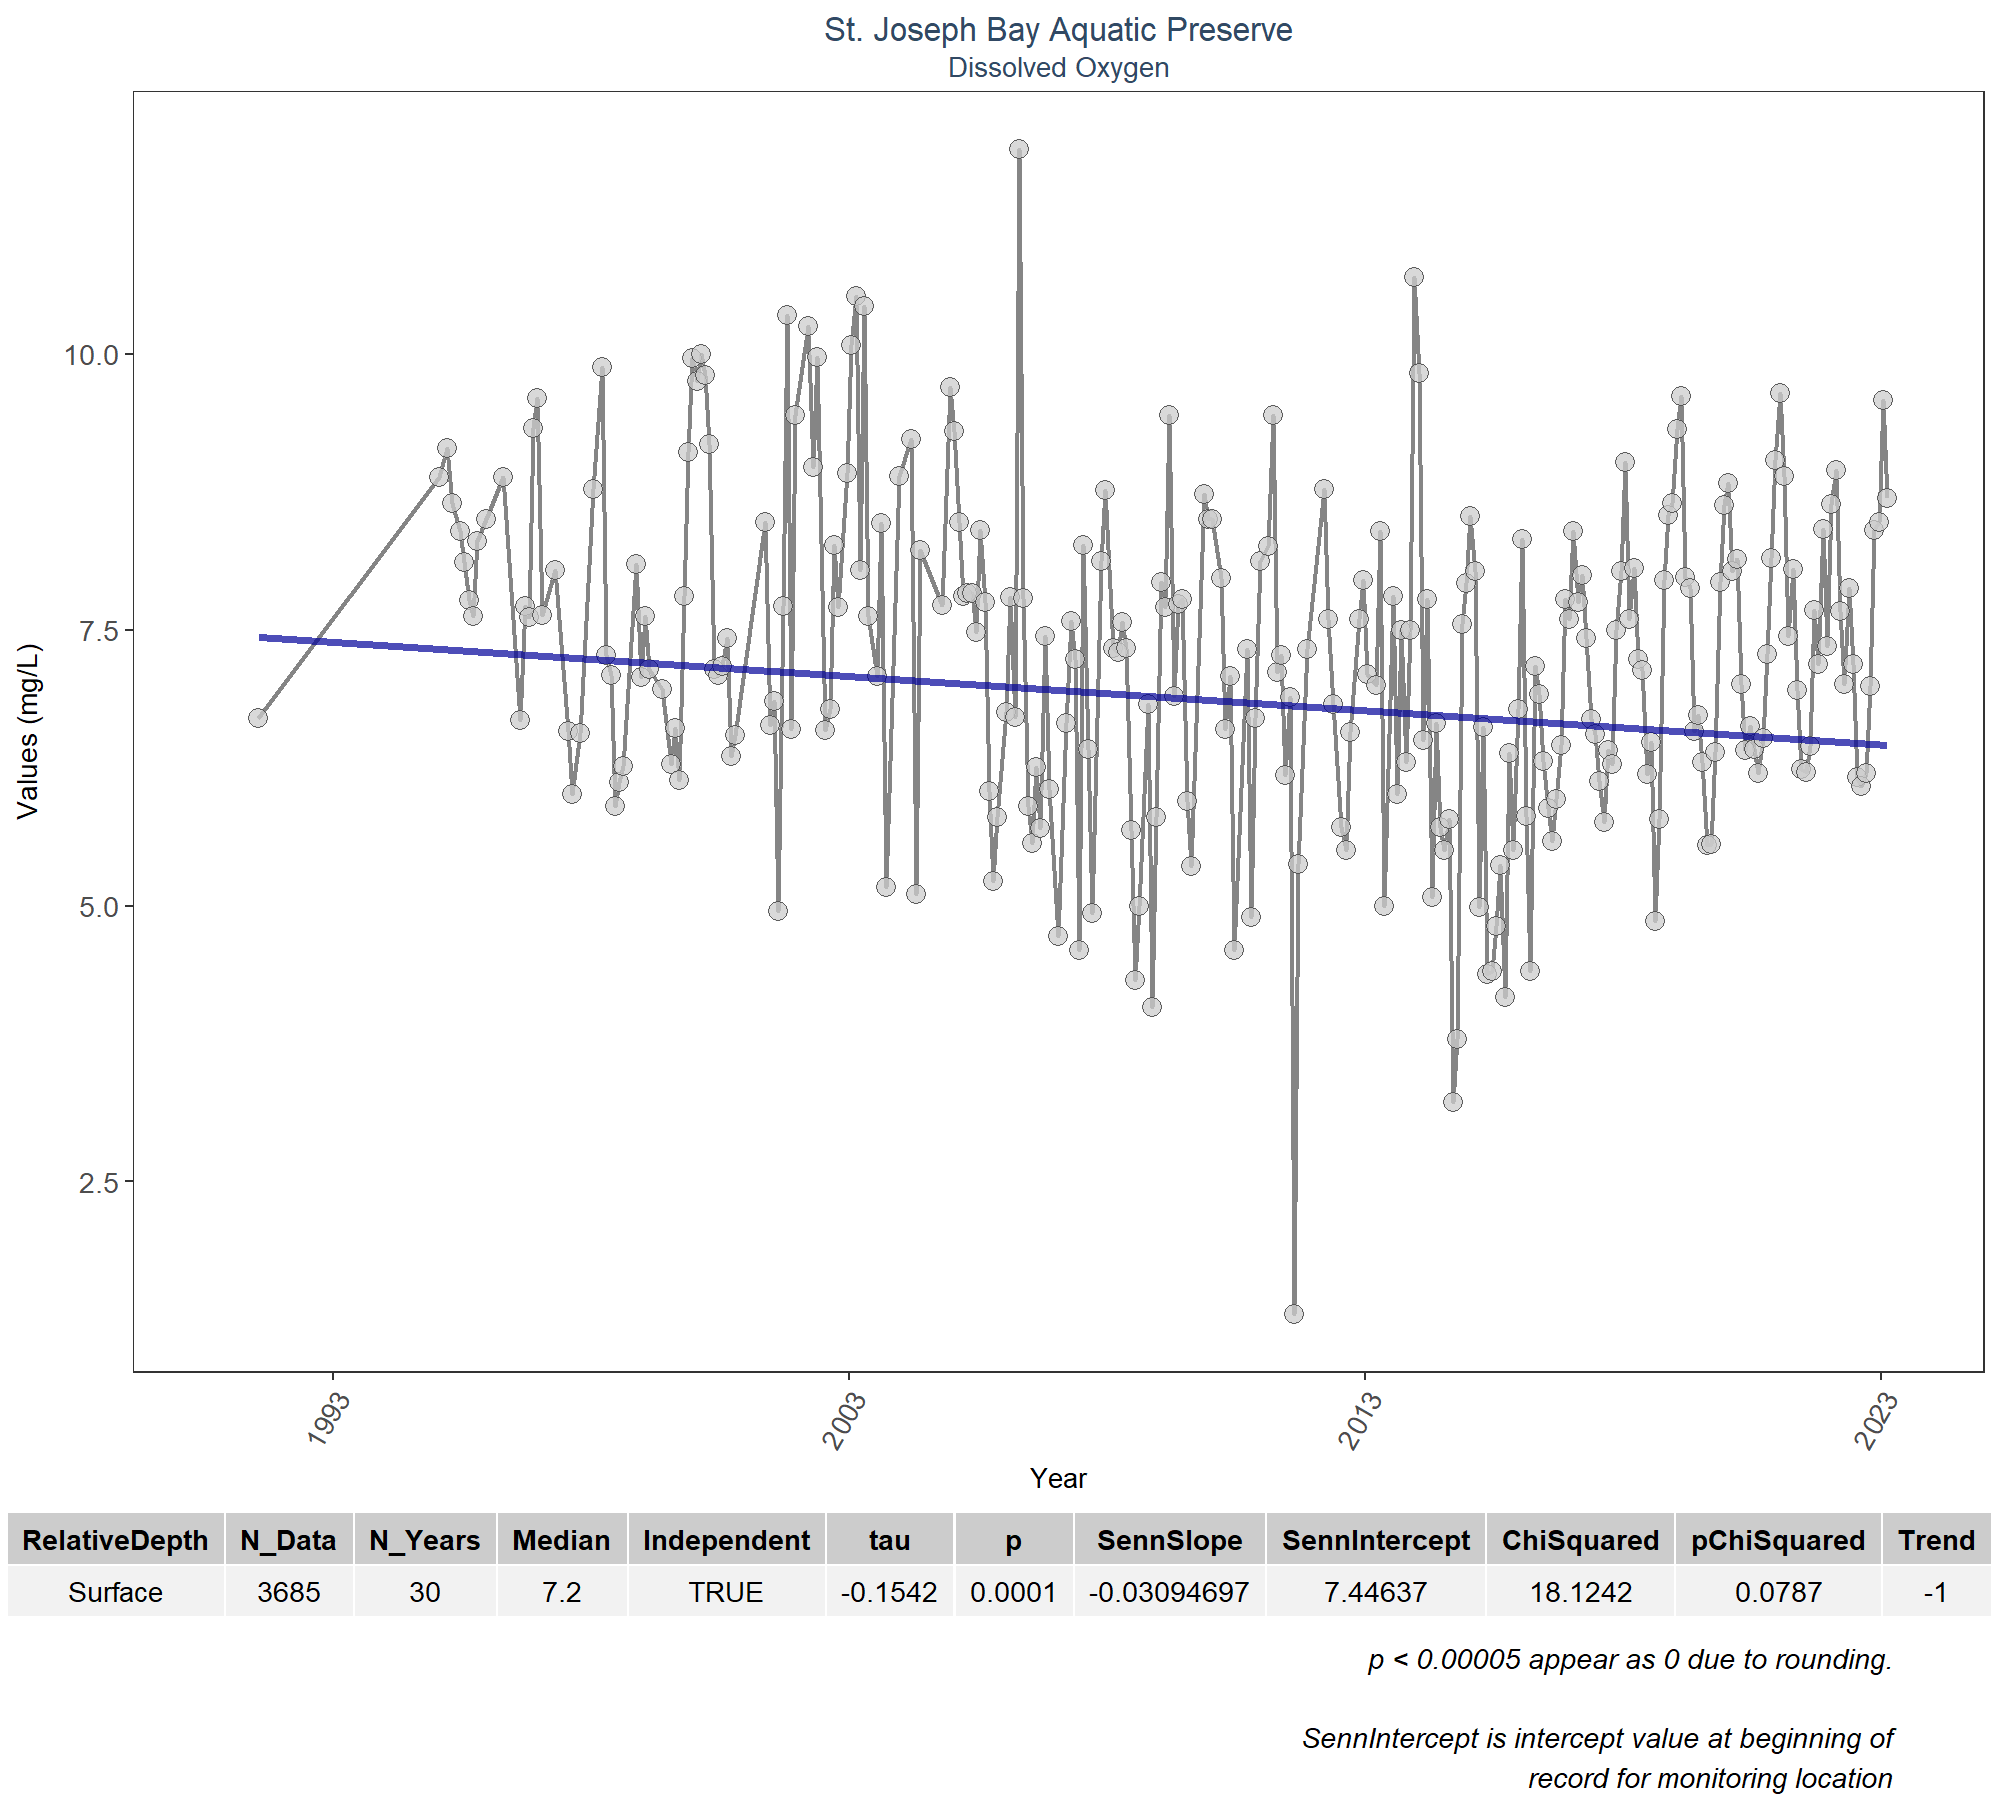 St. Joseph Bay Aquatic Preserve
Dissolved Oxygen
Values (mg/L)
10.0
7.5
5.0
2.5
1993 2003 2013 2023
Year
RelativeDepth N_Data N_Years Median Independent tau p SennSlope SennIntercept ChiSquared pChiSquared Trend
Surface 3685 30 7.2 TRUE -0.1542 0.0001 -0.03094697 7.44637 18.1242 0.0787 -1
p < 0.00005 appear as 0 due to rounding.
SennIntercept is intercept value at beginning of
record for monitoring location